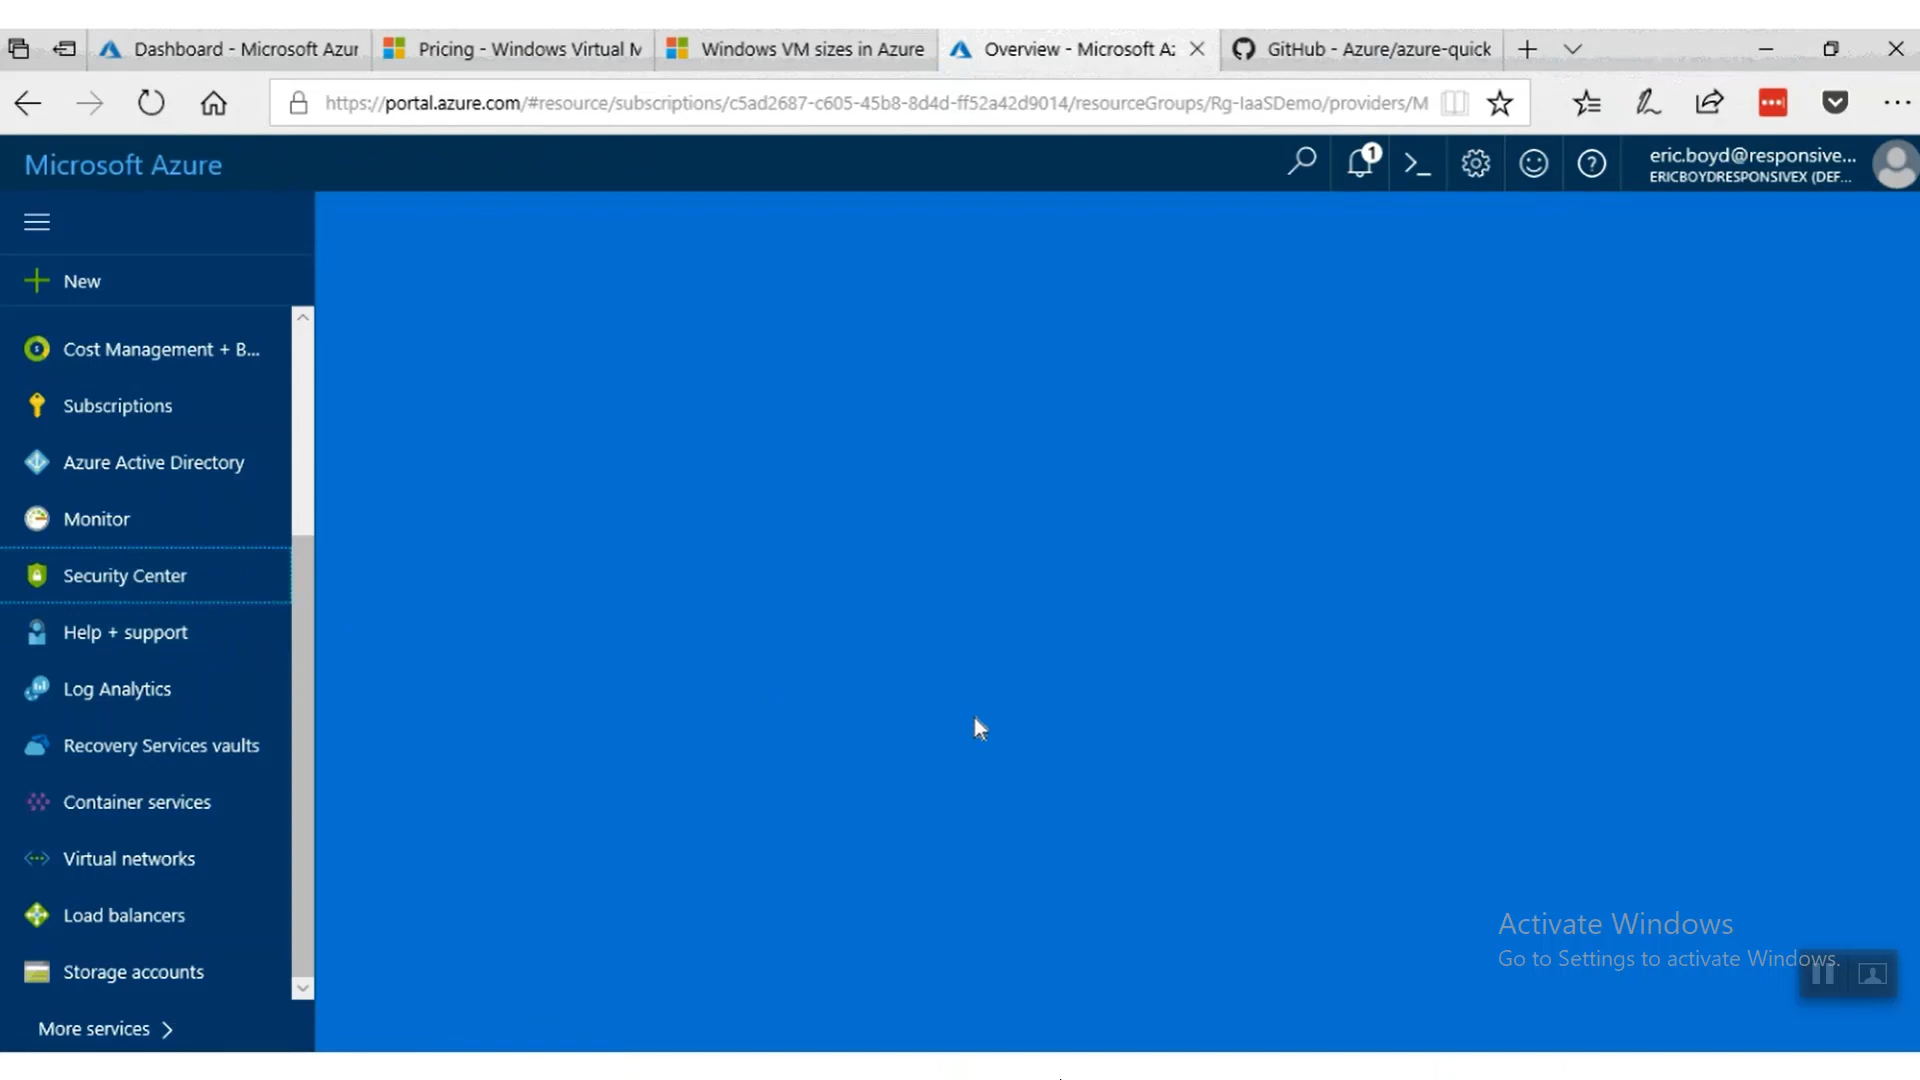 Dashboard - Microsoft Azur
Pricing - Windows Virtual M
Windows VM sizes in Azure
Overview - Microsoft Az
GitHub - Azure/azure-quick
https://portal.azure.com/#resource/subscriptions/c5ad2687-c605-45b8-8d4d-ff52a42d9014/resourceGroups/Rg-IaaSDemo/providers/M
Microsoft Azure
1
eric.boyd@responsive...
ERICBOYDRESPONSIVEX (DEF...
New
Cost Management + B...
Subscriptions
Azure Active Directory
Monitor
Security Center
Help + support
Log Analytics
Recovery Services vaults
Container services
Virtual networks
Load balancers
Storage accounts
More services
Activate Windows
Go to Settings to activate Windows.